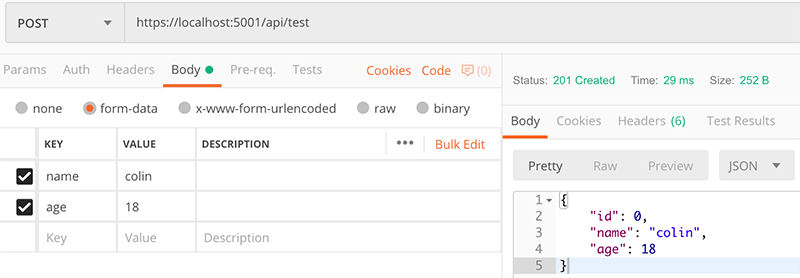 POST https://localhost:5001/api/test
Params Auth Headers Body Pre-req. Tests Cookies Code (0)
none form-data x-www-form-urlencoded raw binary
KEY VALUE DESCRIPTION ••• Bulk Edit
name colin
age 18
Key Value Description
Status: 201 Created Time: 29 ms Size: 252 B
Body Cookies Headers (6) Test Results
Pretty Raw Preview JSON
1 {
2 "id": 0,
3 "name": "colin",
4 "age": 18
5 }